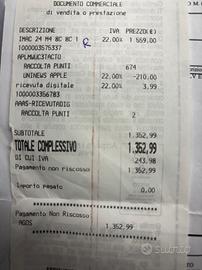 DOCUMENTO COMMERCIALE
di vendita o prestazione
DESCRIZIONE IVA PREZZO(€)
IMAC 24 M4 8C 8C 1 22.00% 1.559.00
R
1000003575337
APLMWUC3TACTO
RACCOLTA PUNTI 674
UNINEWS APPLE 22.00% -210.00
ricevuta digitale 22.00% 3.99
1000003356783
AAAS-RICEVUTADIG
RACCOLTA PUNTI 2
SUBTOTALE 1.352,99
TOTALE COMPLESSIVO 1.352,99
DI CUI IVA 243.98
Pagamento non riscosso 1.352,99
Importo pagato 0.00
Pagamento Non Riscosso
AGOS 1.352,99
subito